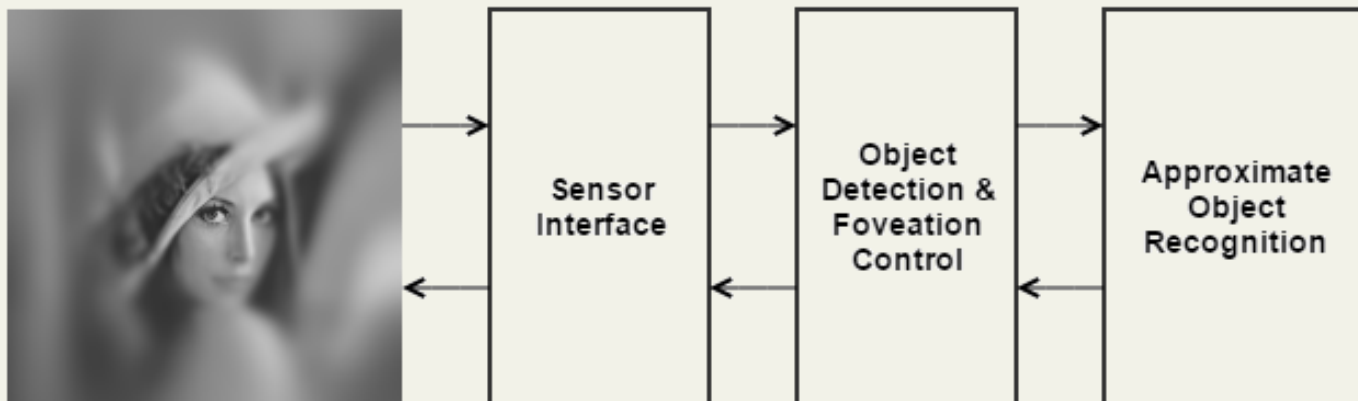 Sensor
Interface
Object
Detection &
Foveation
Control
Approximate
Object
Recognition